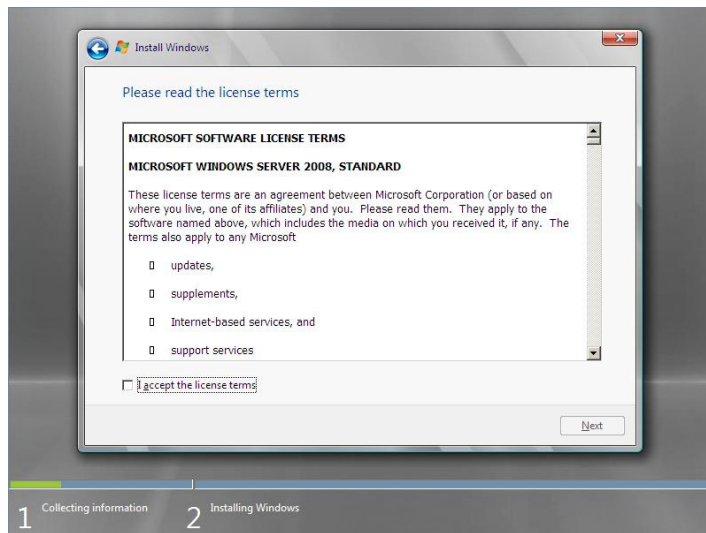 Install Windows
Please read the license terms
MICROSOFT SOFTWARE LICENSE TERMS
MICROSOFT WINDOWS SERVER 2008, STANDARD
These license terms are an agreement between Microsoft Corporation (or based on
where you live, one of its affiliates) and you.  Please read them.  They apply to the
software named above, which includes the media on which you received it, if any.  The
terms also apply to any Microsoft
updates,
supplements,
Internet-based services, and
support services
I accept the license terms
Next
1 Collecting information 2 Installing Windows